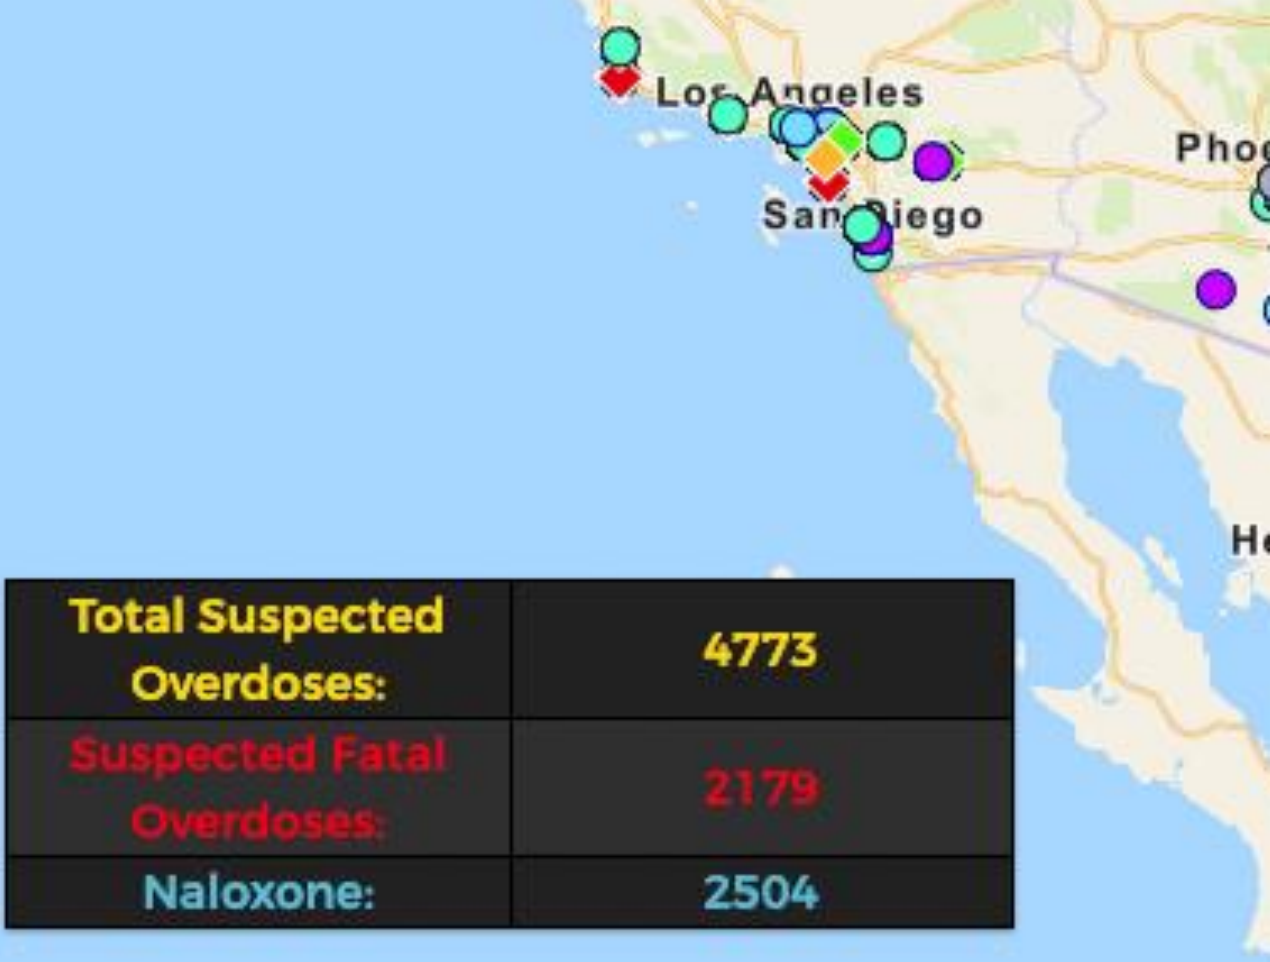 Los Angeles
Phoe
San Diego
He
Total Suspected
Overdoses:
4773
Suspected Fatal
Overdoses:
2179
Naloxone:
2504